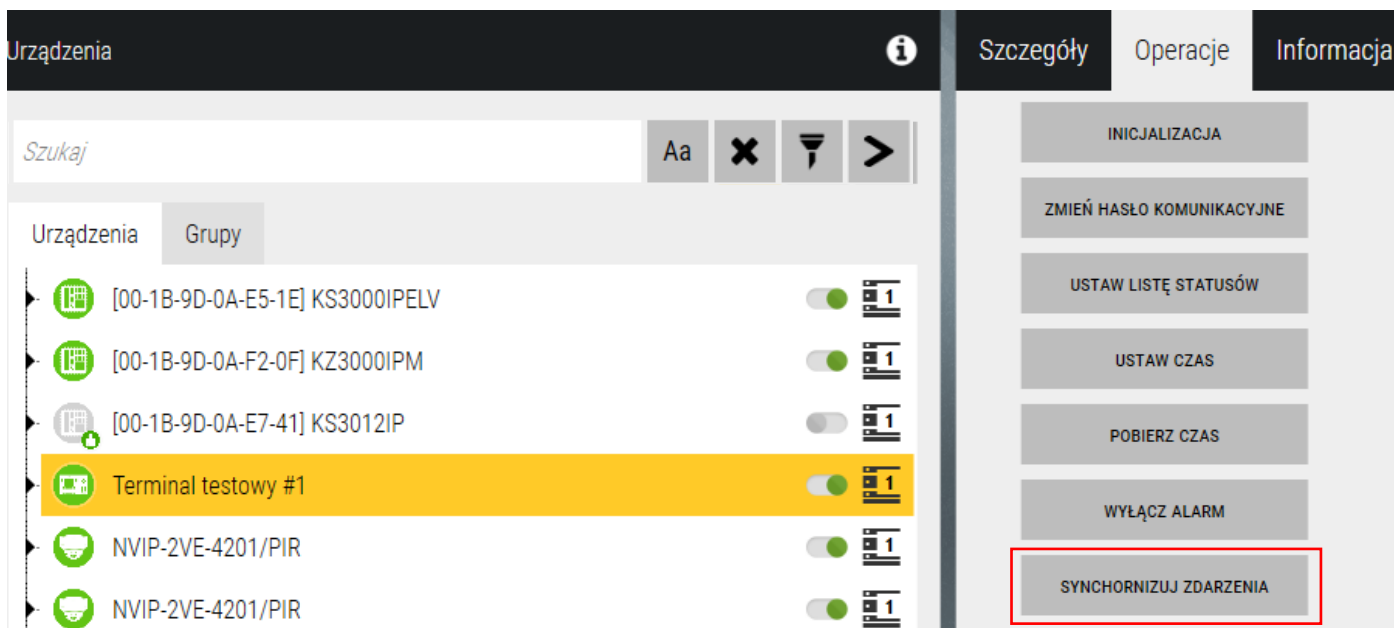 Urządzenia
Szczegóły Operacje Informacja
Szukaj
Aa
Urządzenia Grupy
[00-1B-9D-0A-E5-1E] KS3000IPELV 1
[00-1B-9D-0A-F2-0F] KZ3000IPM 1
[00-1B-9D-0A-E7-41] KS3012IP 1
Terminal testowy #1 1
NVIP-2VE-4201/PIR 1
NVIP-2VE-4201/PIR 1
INICJALIZACJA
ZMIEŃ HASŁO KOMUNIKACYJNE
USTAW LISTĘ STATUSÓW
USTAW CZAS
POBIERZ CZAS
WYŁĄCZ ALARM
SYNCHORNIZUJ ZDARZENIA